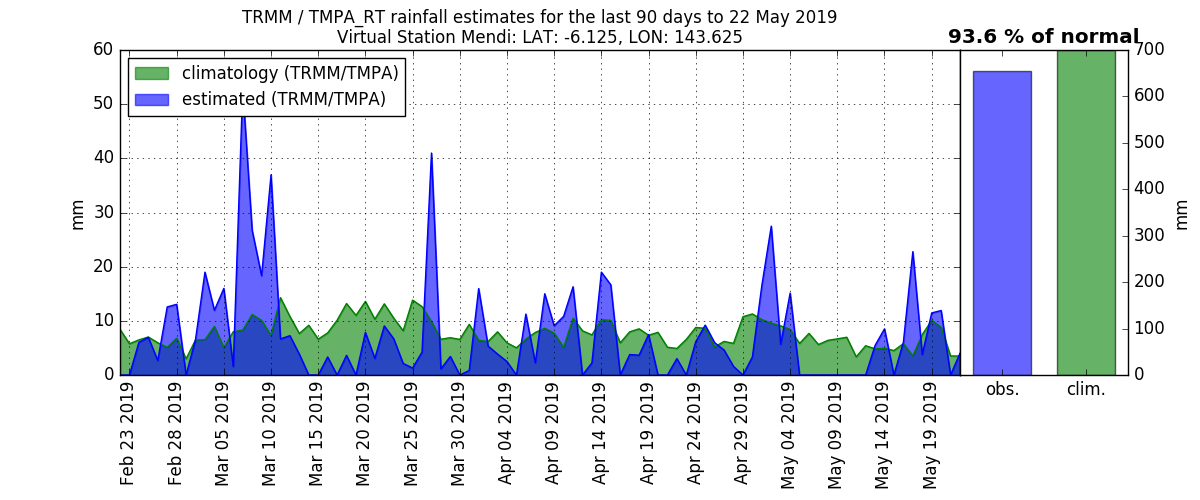 TRMM / TMPA_RT rainfall estimates for the last 90 days to 22 May 2019
Virtual Station Mendi: LAT: -6.125, LON: 143.625
93.6 % of normal
climatology (TRMM/TMPA)
estimated (TRMM/TMPA)
60
50
40
30
20
10
0
mm
Feb 23 2019
Feb 28 2019
Mar 05 2019
Mar 10 2019
Mar 15 2019
Mar 20 2019
Mar 25 2019
Mar 30 2019
Apr 04 2019
Apr 09 2019
Apr 14 2019
Apr 19 2019
Apr 24 2019
Apr 29 2019
May 04 2019
May 09 2019
May 14 2019
May 19 2019
700
600
500
400
300
200
100
0
mm
obs.
clim.